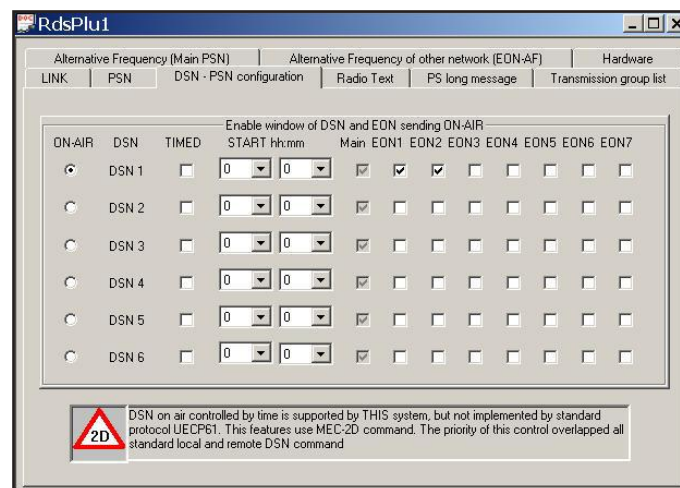 RdsPlu1
Alternative Frequency (Main PSN) Alternative Frequency of other network (EON-AF) Hardware
LINK PSN DSN - PSN configuration Radio Text PS long message Transmission group list
Enable window of DSN and EON sending ON-AIR
ON-AIR DSN TIMED START hh:mm Main EON1 EON2 EON3 EON4 EON5 EON6 EON7
DSN 1 0 0
DSN 2 0 0
DSN 3 0 0
DSN 4 0 0
DSN 5 0 0
DSN 6 0 0
DSN on air controlled by time is supported by THIS system, but not implemented by standard
2D protocol UECP61. This features use MEC-2D command. The priority of this control overlapped all
standard local and remote DSN command